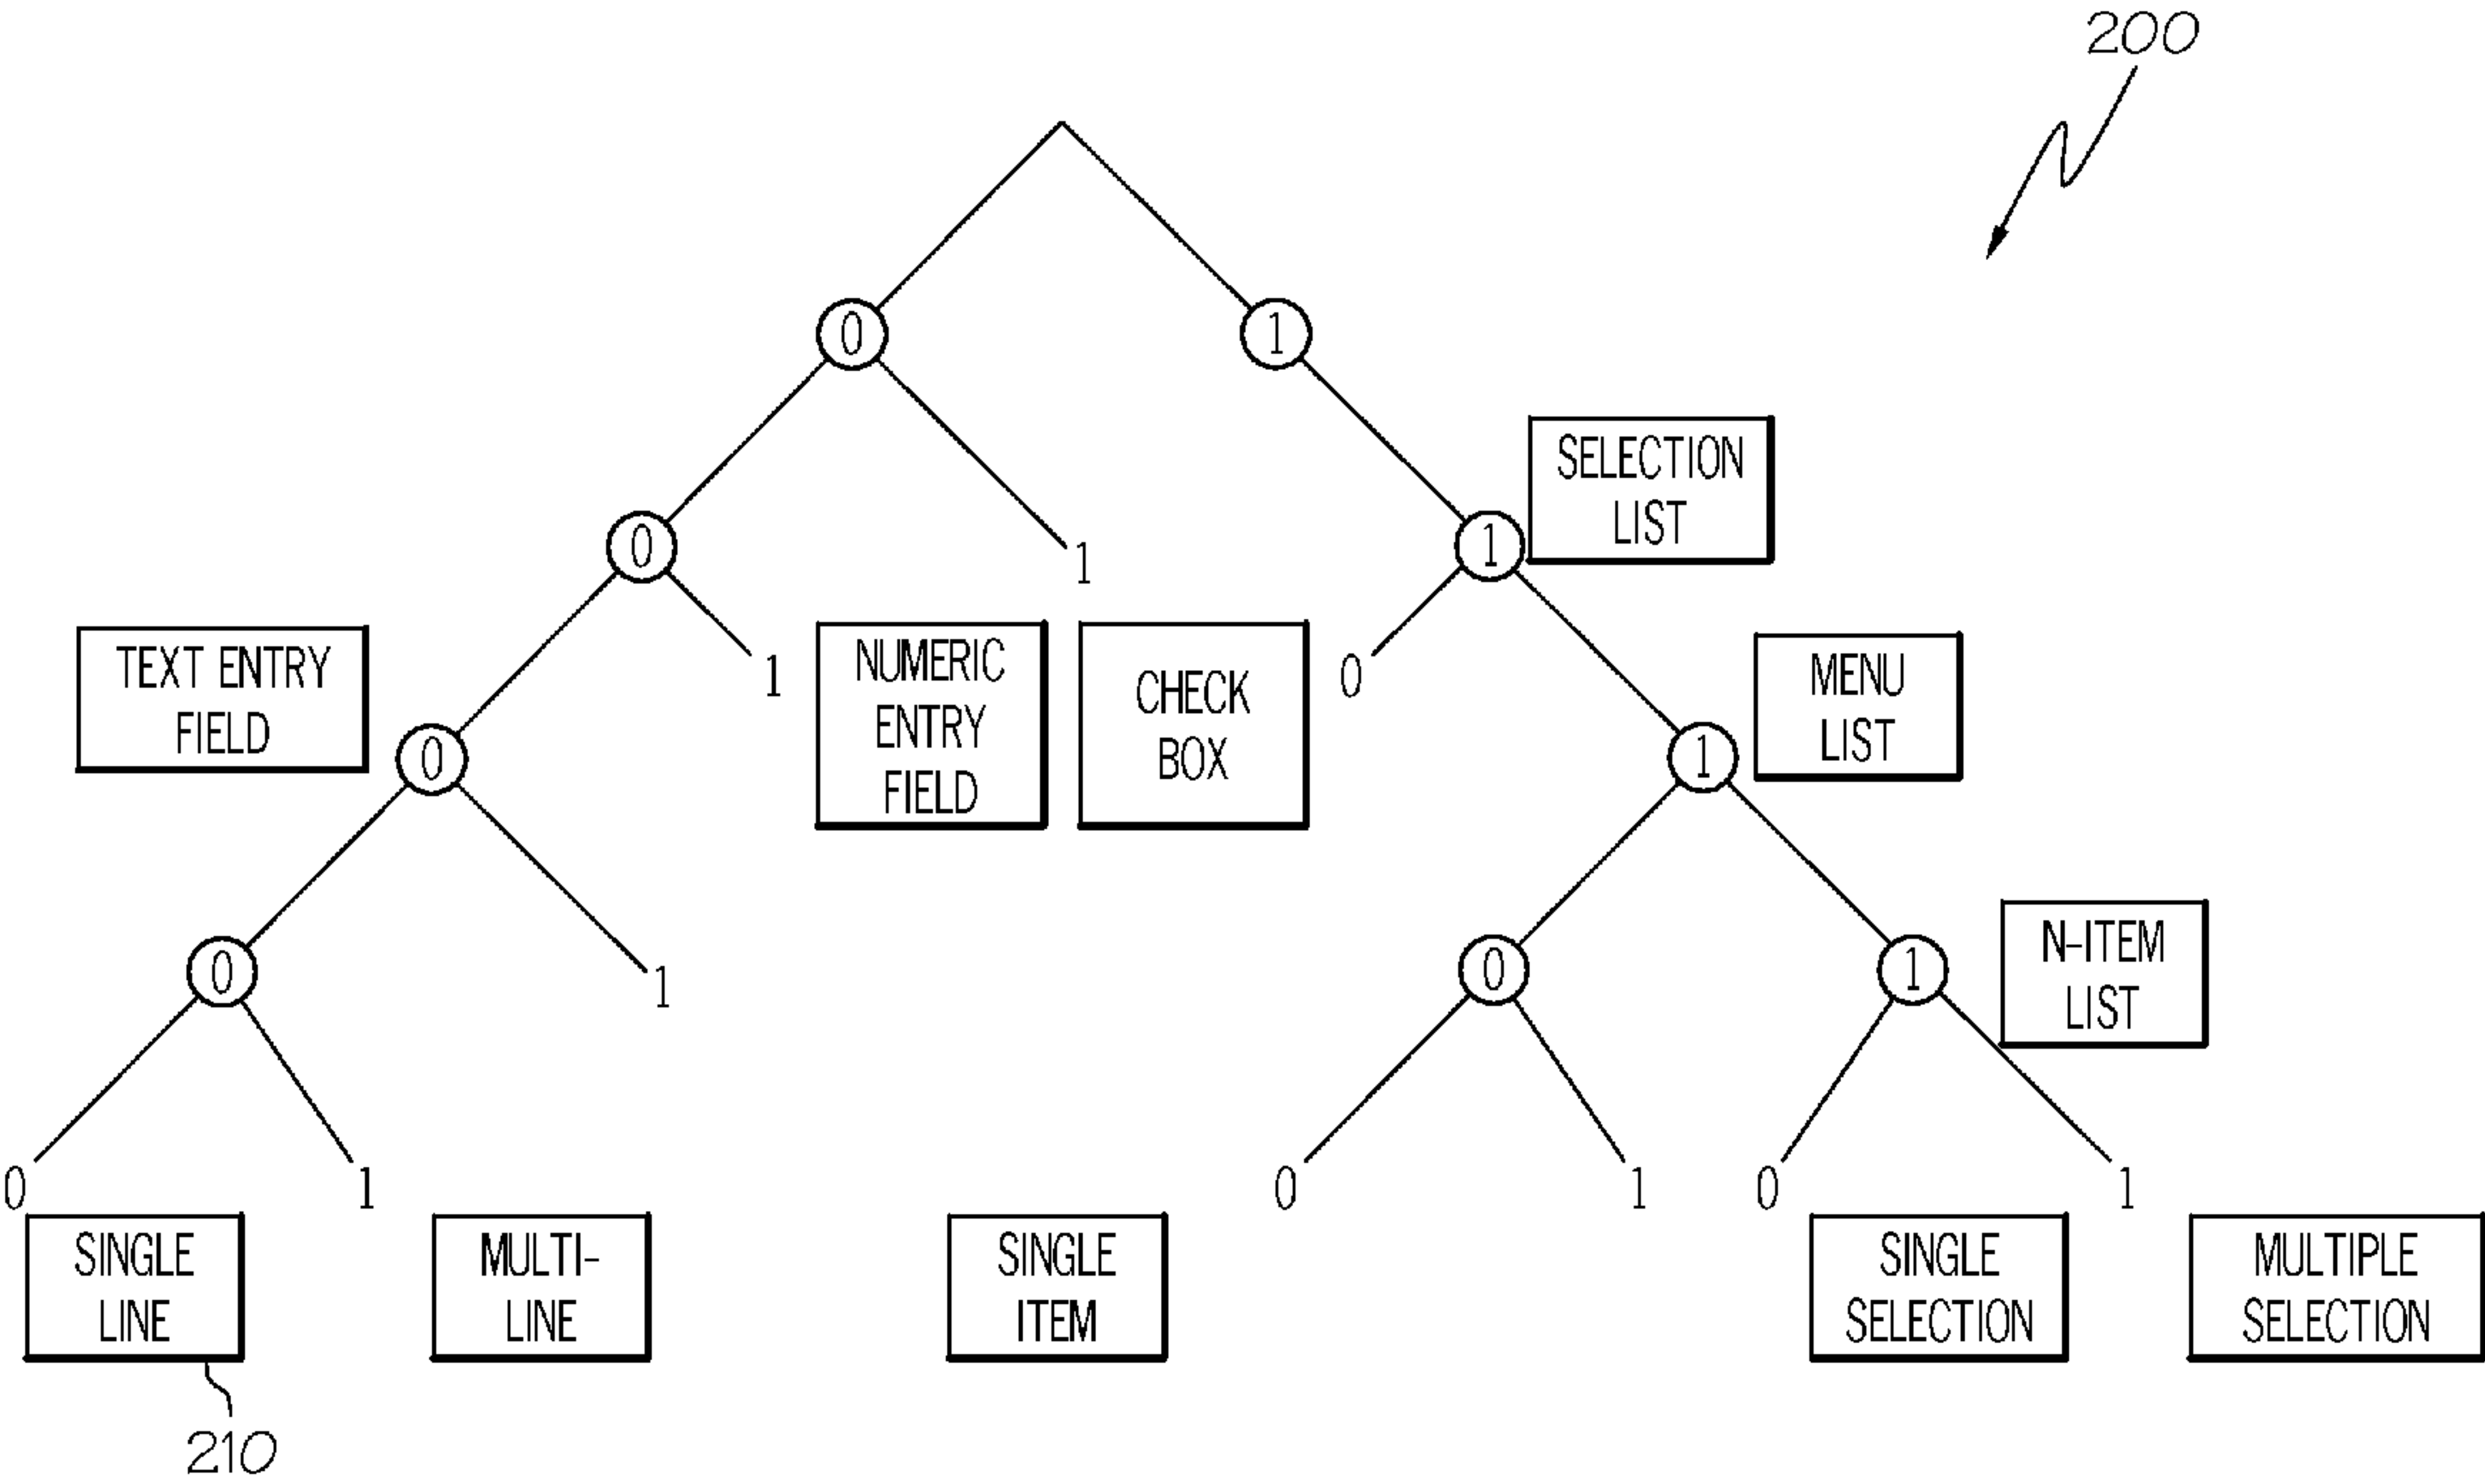 200
0
1
SELECTION
LIST
0
1
1
TEXT ENTRY
FIELD
1
NUMERIC
ENTRY
FIELD
CHECK
BOX
0
MENU
LIST
0
1
N-ITEM
LIST
0
1
0
1
0
1
0
1
0
1
SINGLE
LINE
MULTI-
LINE
SINGLE
ITEM
SINGLE
SELECTION
MULTIPLE
SELECTION
210